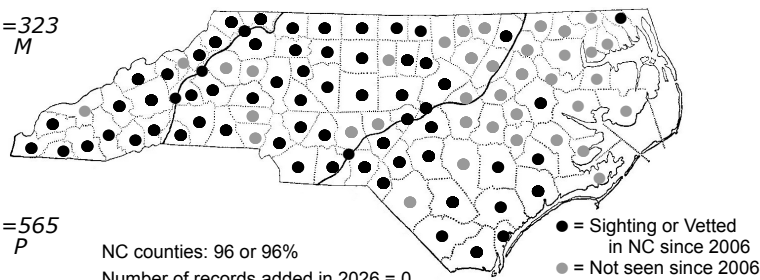 =323
M
=565
P
NC counties: 96 or 96%
Number of records added in 2026 = 0
= Sighting or Vetted
in NC since 2006
= Not seen since 2006